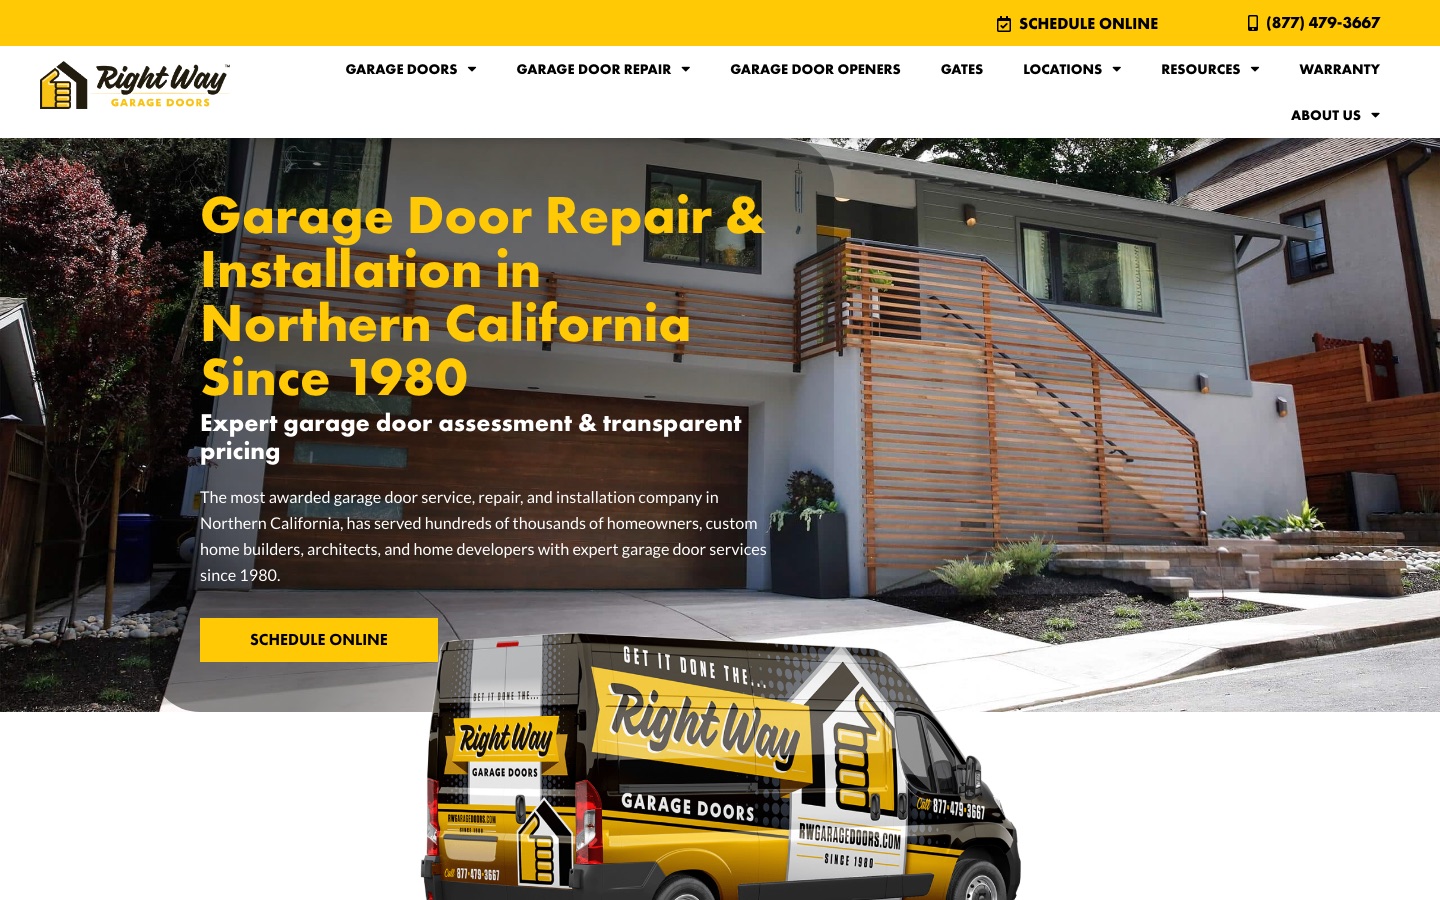 SCHEDULE ONLINE
(877) 479-3667
Right Way™
GARAGE DOORS
GARAGE DOORS
GARAGE DOOR REPAIR
GARAGE DOOR OPENERS
GATES
LOCATIONS
RESOURCES
WARRANTY
ABOUT US
Garage Door Repair &
Installation in
Northern California
Since 1980
Expert garage door assessment & transparent
pricing
The most awarded garage door service, repair, and installation company in
Northern California, has served hundreds of thousands of homeowners, custom
home builders, architects, and home developers with expert garage door services
since 1980.
SCHEDULE ONLINE
GET IT DONE THE...
Right Way
GARAGE DOORS
RWGARAGEDOORS.COM
SINCE 1980
Call 877-479-3667
GET IT DONE THE...
Right Way
GARAGE DOORS
RWGARAGEDOORS.COM
SINCE 1980
Call 877-479-3667